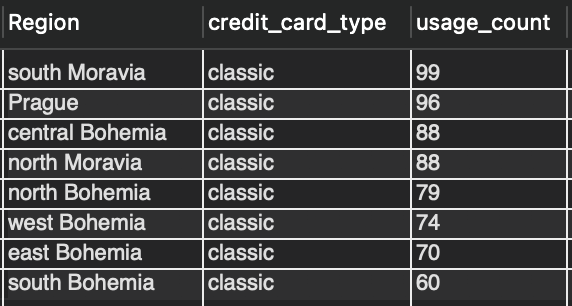 Region credit_card_type usage_count
south Moravia classic 99
Prague classic 96
central Bohemia classic 88
north Moravia classic 88
north Bohemia classic 79
west Bohemia classic 74
east Bohemia classic 70
south Bohemia classic 60